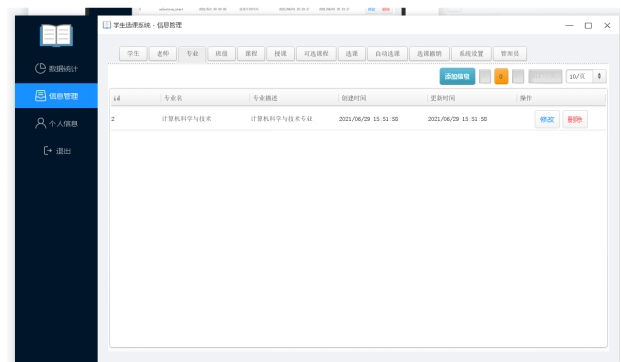 学生选课系统 - 信息管理
数据统计
信息管理
个人信息
退出
学生 老师 专业 班级 课程 授课 可选课程 选课 自动选课 选课撤销 系统设置 管理员
添加信息 0 10/页
id 专业名 专业描述 创建时间 更新时间 操作
2 计算机科学与技术 计算机科学与技术专业 2021/06/29 15:51:58 2021/06/29 15:51:58 修改 删除